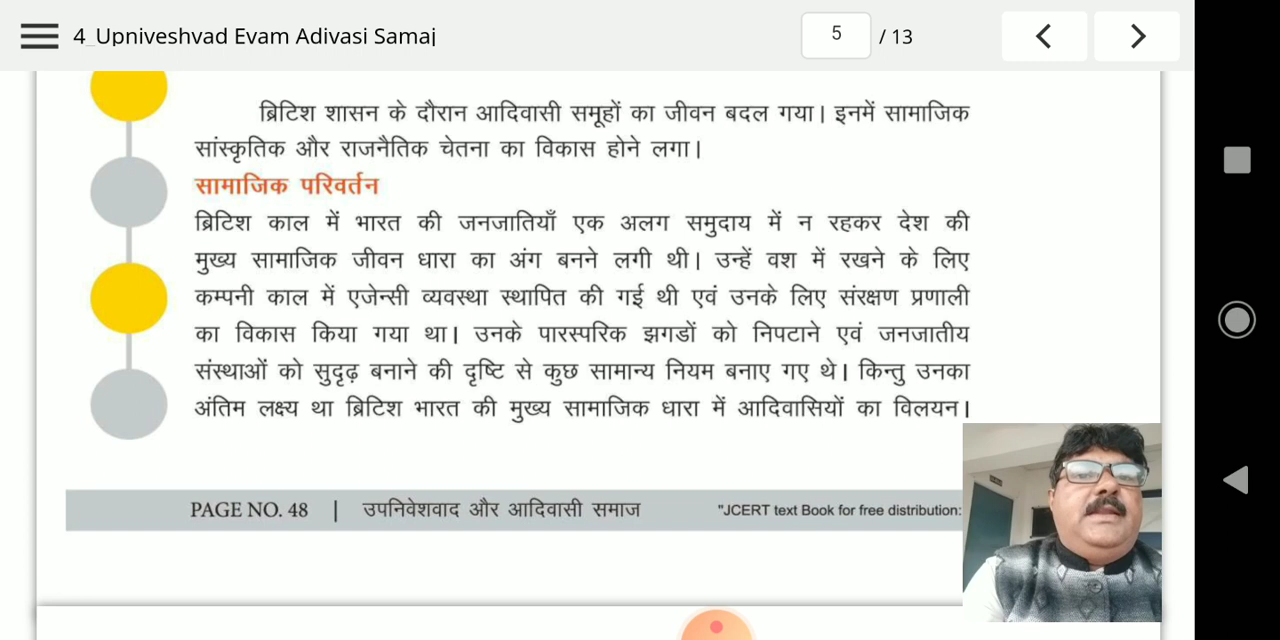 4_Upniveshvad Evam Adivasi Samaj
5 / 13
ब्रिटिश शासन के दौरान आदिवासी समूहों का जीवन बदल गया। इनमें सामाजिक
सांस्कृतिक और राजनैतिक चेतना का विकास होने लगा।
सामाजिक परिवर्तन
ब्रिटिश काल में भारत की जनजातियाँ एक अलग समुदाय में न रहकर देश की
मुख्य सामाजिक जीवन धारा का अंग बनने लगी थी। उन्हें वश में रखने के लिए
कम्पनी काल में एजेन्सी व्यवस्था स्थापित की गई थी एवं उनके लिए संरक्षण प्रणाली
का विकास किया गया था। उनके पारस्परिक झगडों को निपटाने एवं जनजातीय
संस्थाओं को सुदृढ़ बनाने की दृष्टि से कुछ सामान्य नियम बनाए गए थे। किन्तु उनका
अंतिम लक्ष्य था ब्रिटिश भारत की मुख्य सामाजिक धारा में आदिवासियों का विलयन।
PAGE NO. 48 | उपनिवेशवाद और आदिवासी समाज "JCERT text Book for free distribution: